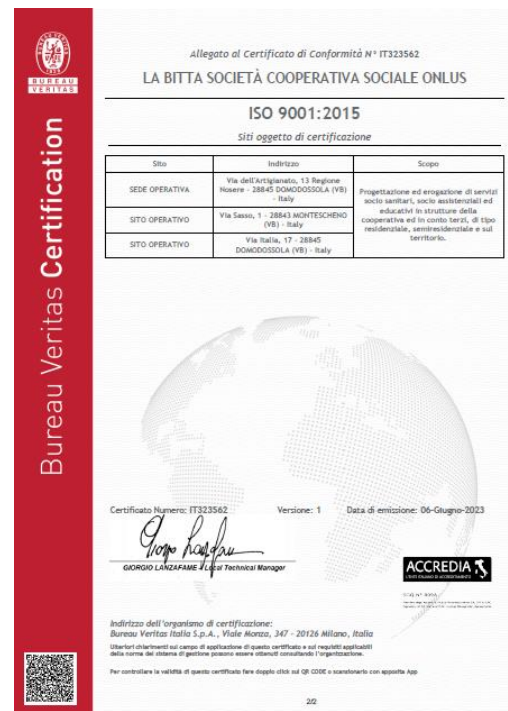 BUREAU
VERITAS
Bureau Veritas Certification
Allegato al Certificato di Conformità N° IT323562
LA BITTA SOCIETÀ COOPERATIVA SOCIALE ONLUS
ISO 9001:2015
Siti oggetto di certificazione
Sito
Indirizzo
Scopo
SEDE OPERATIVA
Via dell'Artigianato, 13 Regione
Nosere - 28845 DOMODOSSOLA (VB)
- Italy
SITO OPERATIVO
Via Sasso, 1 - 28843 MONTESCHENO
(VB) - Italy
SITO OPERATIVO
Via Italia, 17 - 28845
DOMODOSSOLA (VB) - Italy
Progettazione ed erogazione di servizi
socio sanitari, socio assistenziali ed
educativi in strutture della
cooperativa ed in conto terzi, di tipo
residenziale, semiresidenziale e sul
territorio.
Certificato Numero: IT323562
Versione: 1
Data di emissione: 06-Giugno-2023
GIORGIO LANZAFAME - Local Technical Manager
ACCREDIA
L'ENTE ITALIANO DI ACCREDITAMENTO
Indirizzo dell'organismo di certificazione:
Bureau Veritas Italia S.p.A., Viale Monza, 347 - 20126 Milano, Italia
Ulteriori chiarimenti sul campo di applicazione di questo certificato e sui requisiti applicabili
della norma del sistema di gestione possono essere ottenuti consultando l'organizzazione.
Per controllare la validità di questo certificato fare doppio click sul QR CODE o scansionarlo con apposita App
2/2